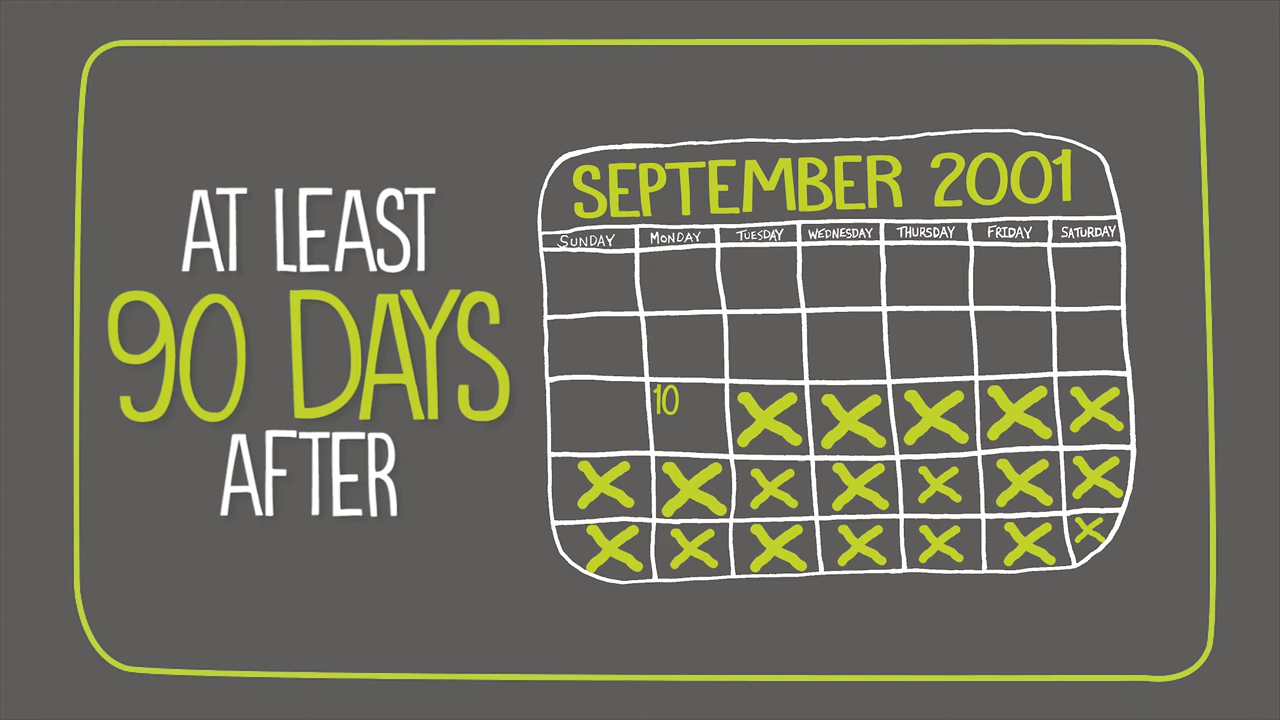 AT LEAST
90 DAYS
AFTER
SEPTEMBER 2001
SUNDAY MONDAY TUESDAY WEDNESDAY THURSDAY FRIDAY SATURDAY
10